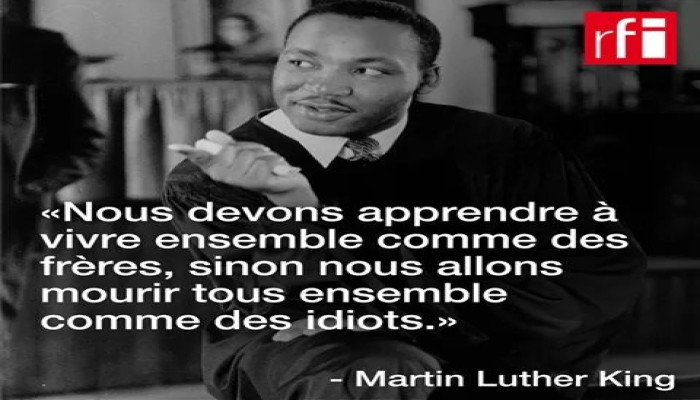 rfi
«Nous devons apprendre à
vivre ensemble comme des
frères, sinon nous allons
mourir tous ensemble
comme des idiots.»
- Martin Luther King